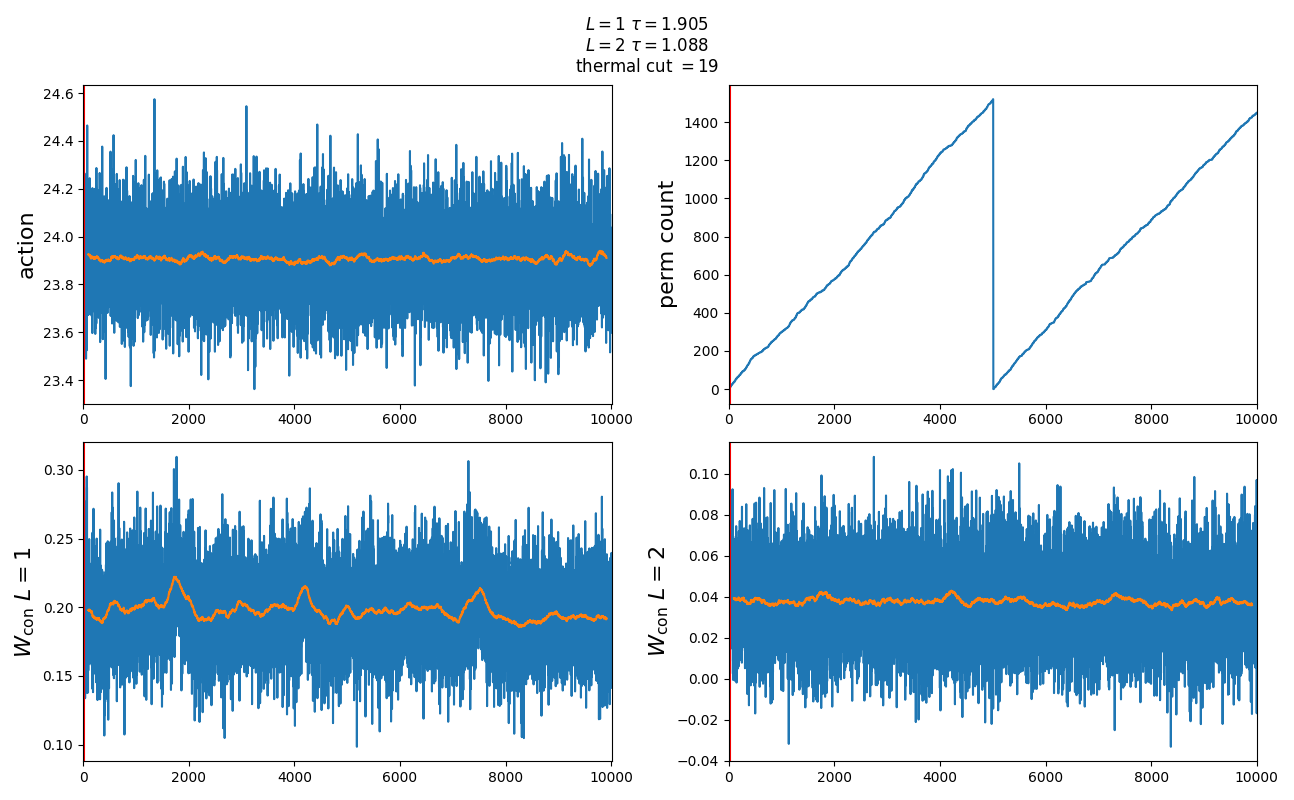 L = 1 τ = 1.905
L = 2 τ = 1.088
thermal cut = 19
24.6
24.4
24.2
24.0
23.8
23.6
23.4
action
0 2000 4000 6000 8000 10000
1400
1200
1000
800
600
400
200
0
perm count
0 2000 4000 6000 8000 10000
0.30
0.25
0.20
0.15
0.10
Wcon L = 1
0 2000 4000 6000 8000 10000
0.10
0.08
0.06
0.04
0.02
0.00
−0.02
−0.04
Wcon L = 2
0 2000 4000 6000 8000 10000